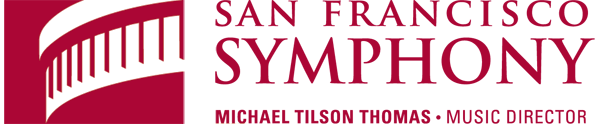 SAN FRANCISCO
SYMPHONY
MICHAEL TILSON THOMAS • MUSIC DIRECTOR